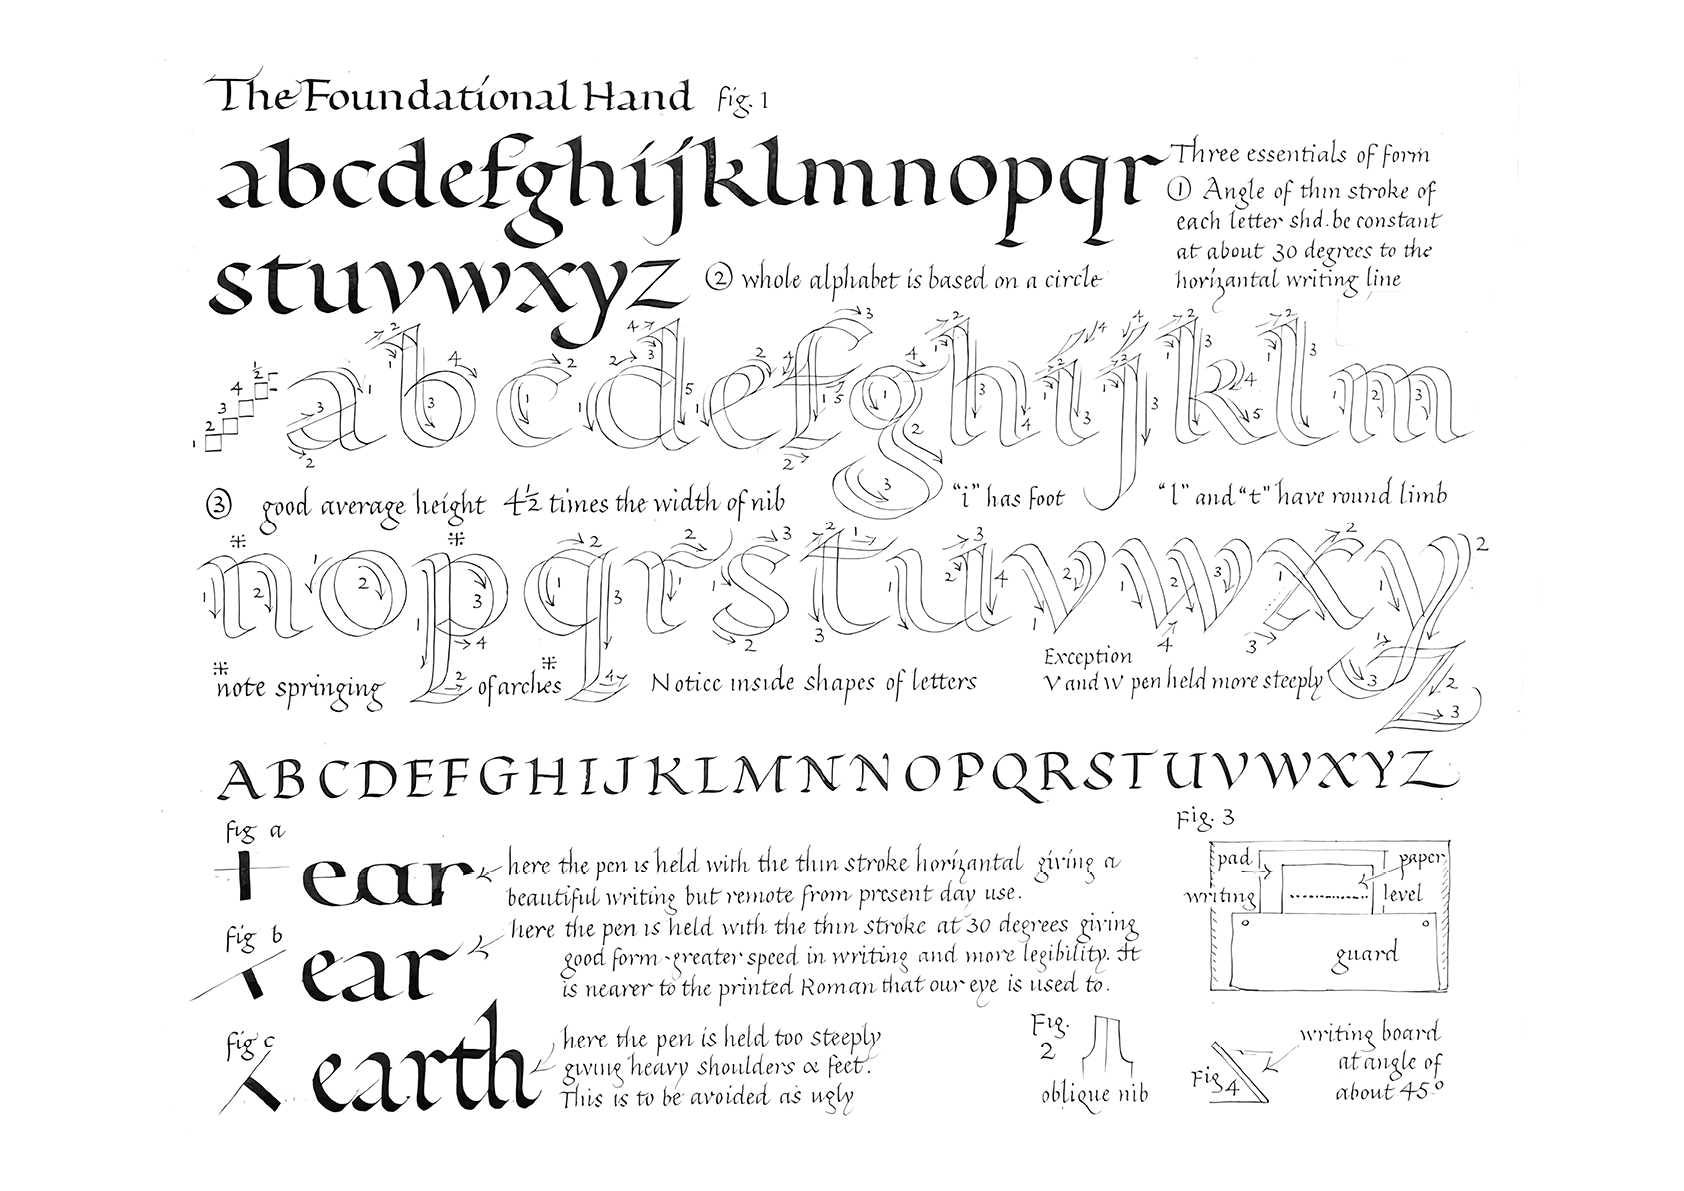 The Foundational Hand fig. 1
abcdefghijklmnopqr
stuvwxyz
Three essentials of form
① Angle of thin stroke of
each letter shd. be constant
at about 30 degrees to the
horizantal writing line
② whole alphabet is based on a circle
1 2 3 4 ½
abcdefghijklm
③ good average height 4½ times the width of nib
"i" has foot
"l" and "t" have round limb
nopqrstuvwxyz
※ note springing of arches ※
Notice inside shapes of letters
Exception
V and W pen held more steeply
ABCDEFGHIJKLMNNOPQRSTUVWXYZ
fig a
ear
here the pen is held with the thin stroke horizantal giving a
beautiful writing but remote from present day use.
fig b
ear
here the pen is held with the thin stroke at 30 degrees giving
good form - greater speed in writing and more legibility. It
is nearer to the printed Roman that our eye is used to.
fig c
earth
here the pen is held too steeply
giving heavy shoulders & feet.
This is to be avoided as ugly
Fig. 2
oblique nib
Fig. 3
pad
paper
writing level
guard
Fig 4
writing board
at angle of
about 45°